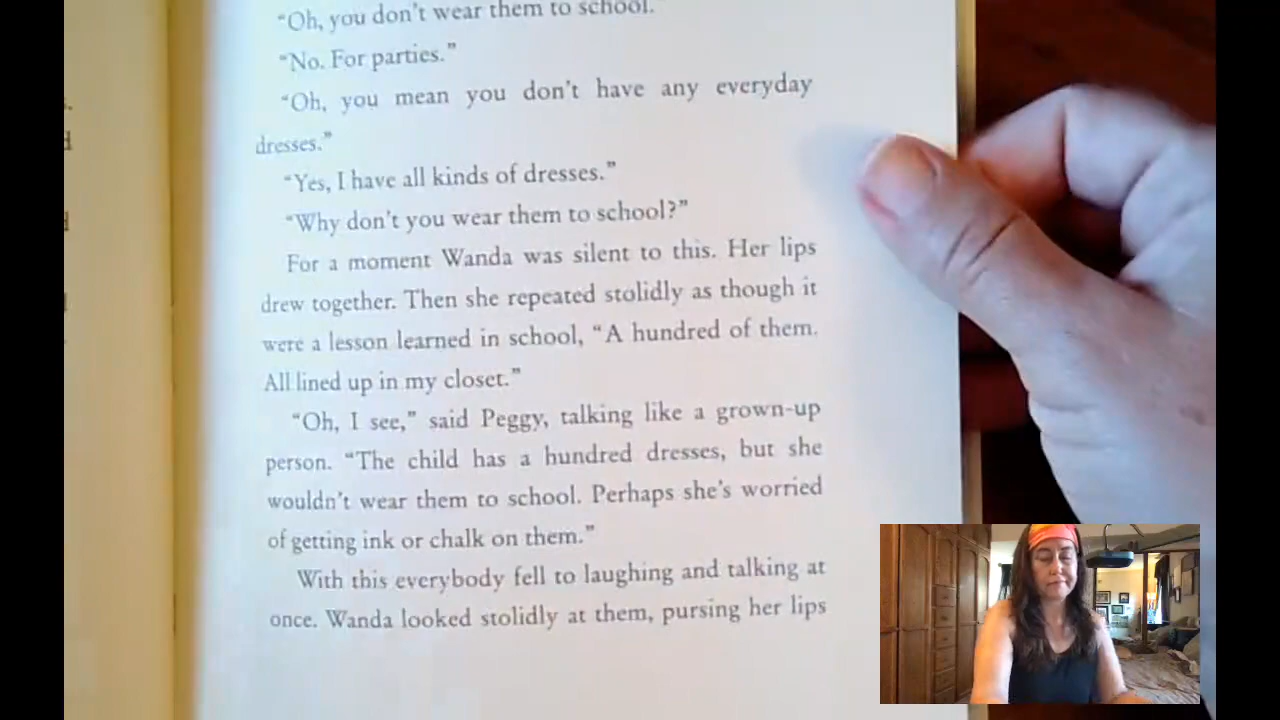 “Oh, you don’t wear them to school.”
“No. For parties.”
“Oh, you mean you don’t have any everyday
dresses.”
“Yes, I have all kinds of dresses.”
“Why don’t you wear them to school?”
For a moment Wanda was silent to this. Her lips
drew together. Then she repeated stolidly as though it
were a lesson learned in school, “A hundred of them.
All lined up in my closet.”
“Oh, I see,” said Peggy, talking like a grown-up
person. “The child has a hundred dresses, but she
wouldn’t wear them to school. Perhaps she’s worried
of getting ink or chalk on them.”
With this everybody fell to laughing and talking at
once. Wanda looked stolidly at them, pursing her lips